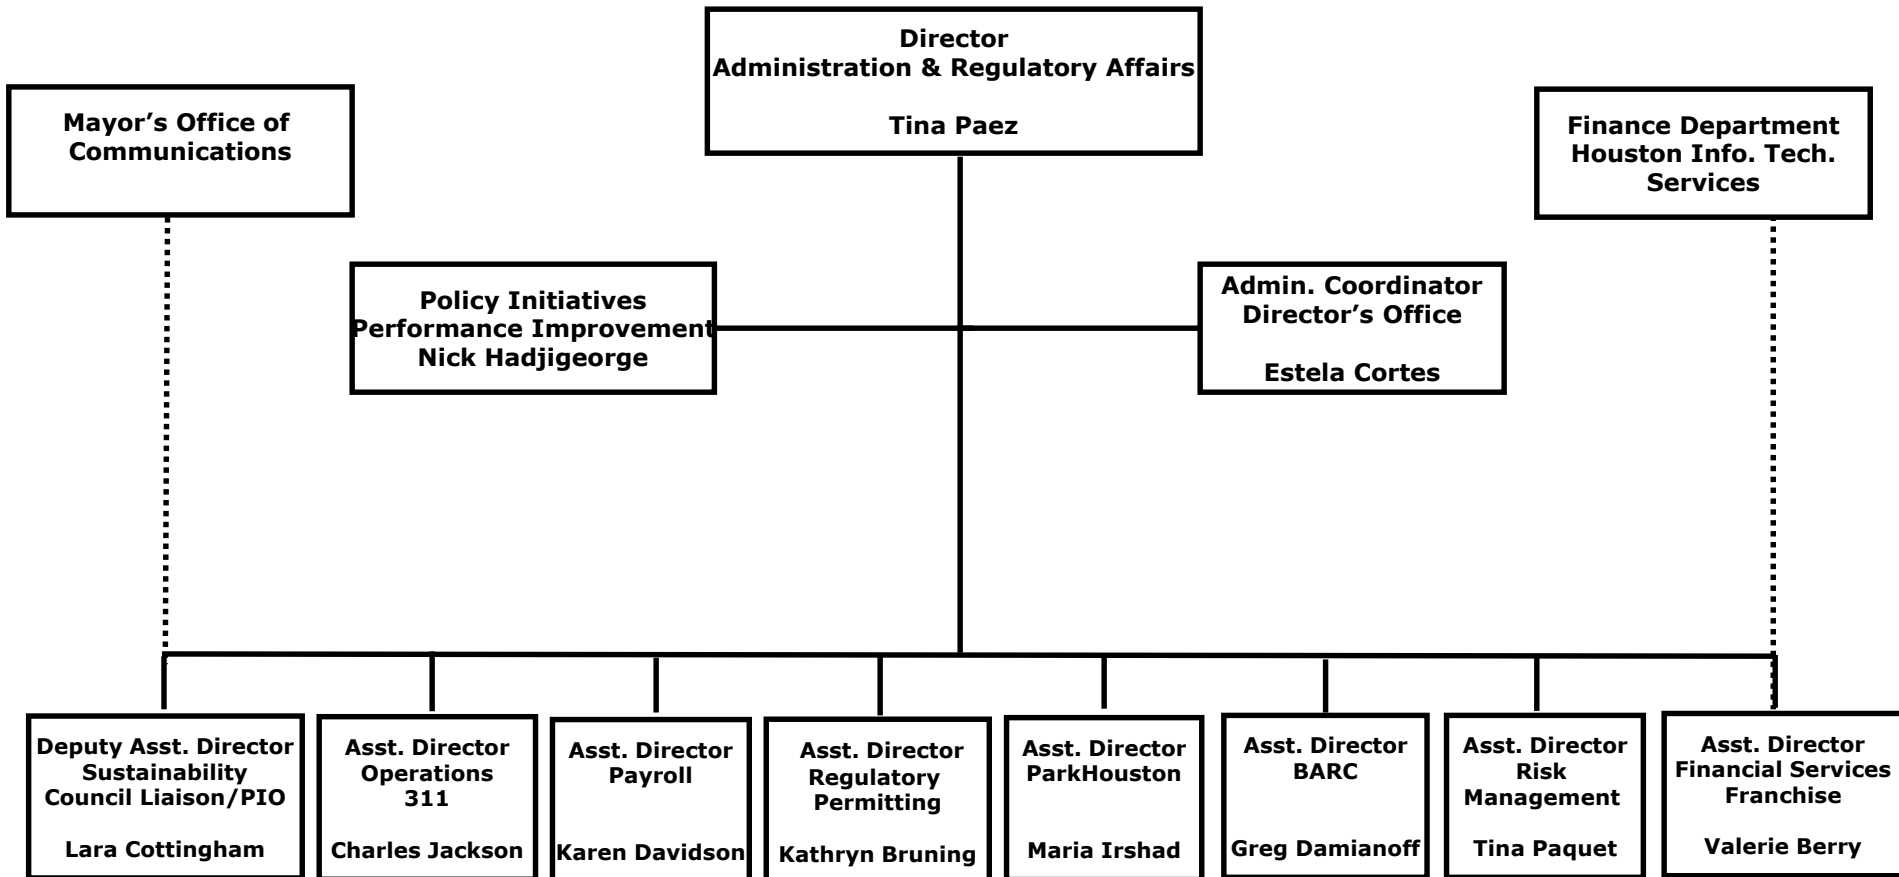 Director
Administration & Regulatory Affairs
Tina Paez
Mayor’s Office of
Communications
Finance Department
Houston Info. Tech.
Services
Policy Initiatives
Performance Improvement
Nick Hadjigeorge
Admin. Coordinator
Director’s Office
Estela Cortes
Deputy Asst. Director
Sustainability
Council Liaison/PIO
Lara Cottingham
Asst. Director
Operations
311
Charles Jackson
Asst. Director
Payroll
Karen Davidson
Asst. Director
Regulatory
Permitting
Kathryn Bruning
Asst. Director
ParkHouston
Maria Irshad
Asst. Director
BARC
Greg Damianoff
Asst. Director
Risk
Management
Tina Paquet
Asst. Director
Financial Services
Franchise
Valerie Berry